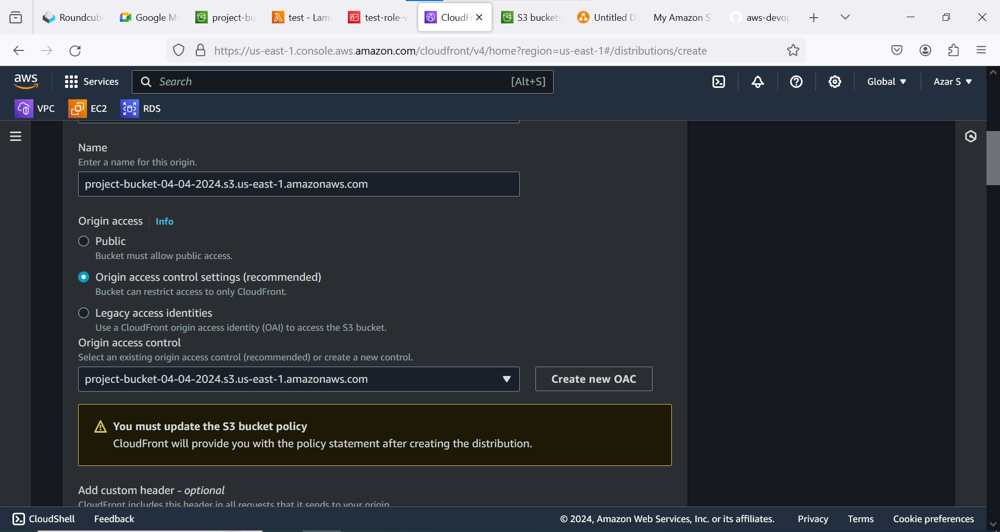 Roundcub
Google M
project-bu
test - Lam
test-role-v
CloudFr
S3 buckets
Untitled D
My Amazon S
aws-devop
https://us-east-1.console.aws.amazon.com/cloudfront/v4/home?region=us-east-1#/distributions/create
aws
Services
Search
[Alt+S]
Global
Azar S
VPC
EC2
RDS
Name
Enter a name for this origin.
project-bucket-04-04-2024.s3.us-east-1.amazonaws.com
Origin access
Info
Public
Bucket must allow public access.
Origin access control settings (recommended)
Bucket can restrict access to only CloudFront.
Legacy access identities
Use a CloudFront origin access identity (OAI) to access the S3 bucket.
Origin access control
Select an existing origin access control (recommended) or create a new control.
project-bucket-04-04-2024.s3.us-east-1.amazonaws.com
Create new OAC
You must update the S3 bucket policy
CloudFront will provide you with the policy statement after creating the distribution.
Add custom header - optional
CloudFront includes this header in all requests that it sends to your origin.
CloudShell
Feedback
© 2024, Amazon Web Services, Inc. or its affiliates.
Privacy
Terms
Cookie preferences